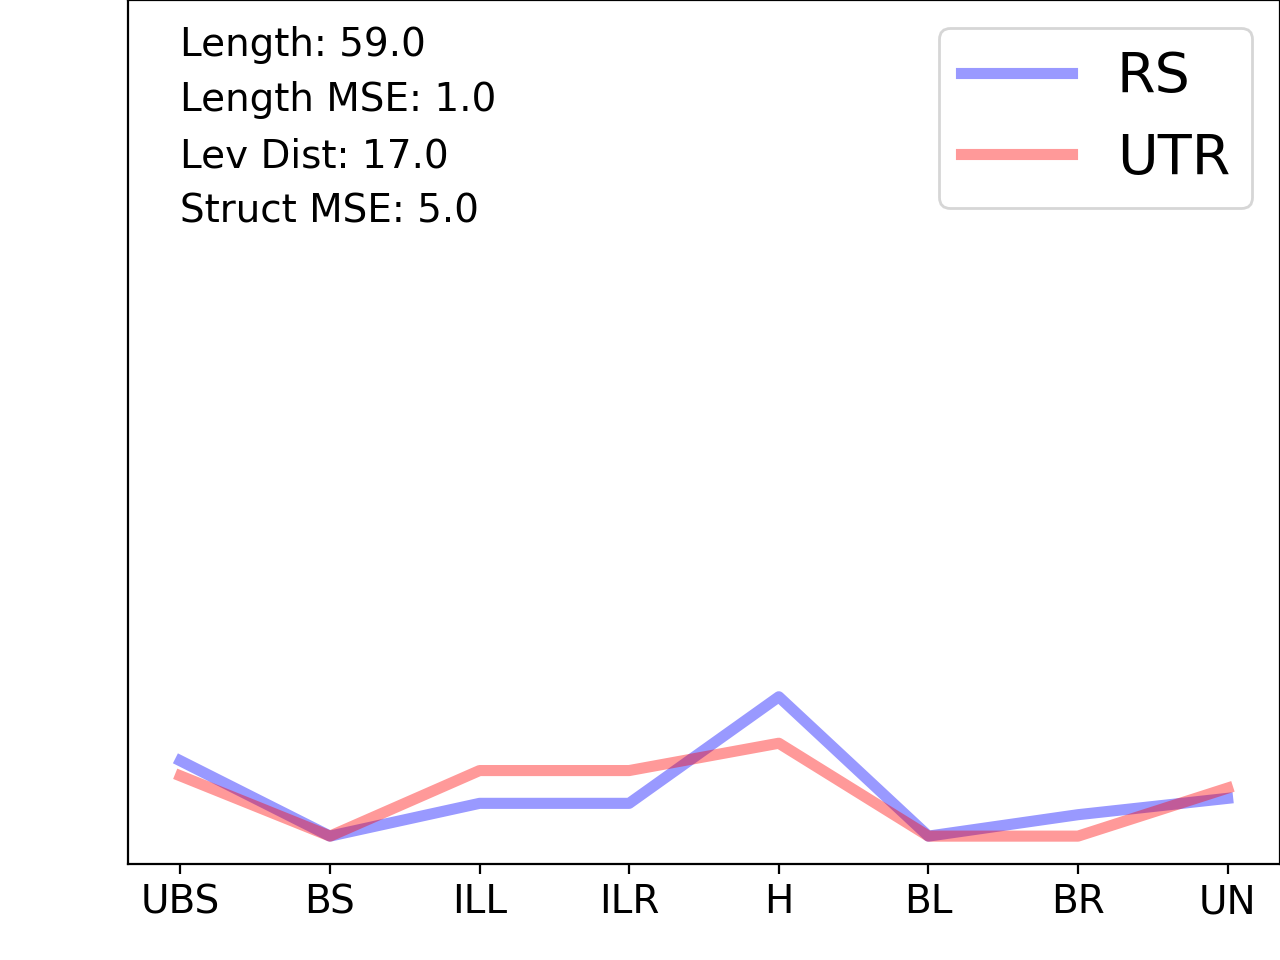 Length: 59.0
Length MSE: 1.0
Lev Dist: 17.0
Struct MSE: 5.0
RS
UTR
UBS BS ILL ILR H BL BR UN